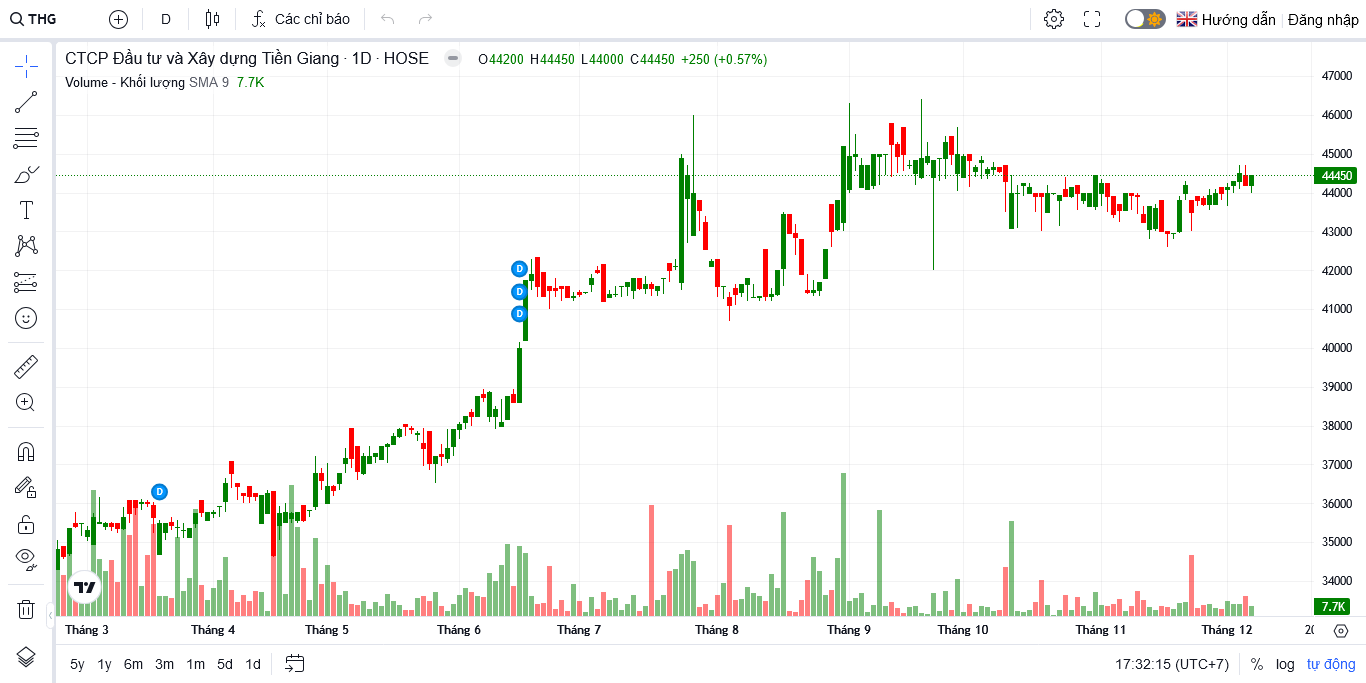 THG D Các chỉ báo Hướng dẫn Đăng nhập
CTCP Đầu tư và Xây dựng Tiền Giang · 1D · HOSE O44200 H44450 L44000 C44450 +250 (+0.57%)
Volume - Khối lượng SMA 9 7.7K
47000
46000
45000
44450
44000
43000
42000
D
D
41000
D
40000
39000
38000
37000
36000
D
35000
34000
7.7K
Tháng 3 Tháng 4 Tháng 5 Tháng 6 Tháng 7 Tháng 8 Tháng 9 Tháng 10 Tháng 11 Tháng 12
5y 1y 6m 3m 1m 5d 1d 17:32:15 (UTC+7) % log tự động